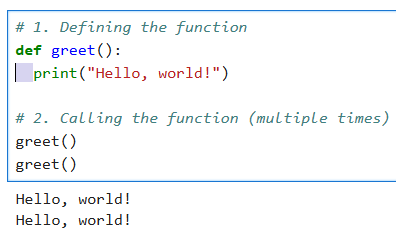 # 1. Defining the function
def greet():
  print("Hello, world!")
# 2. Calling the function (multiple times)
greet()
greet()
Hello, world!
Hello, world!